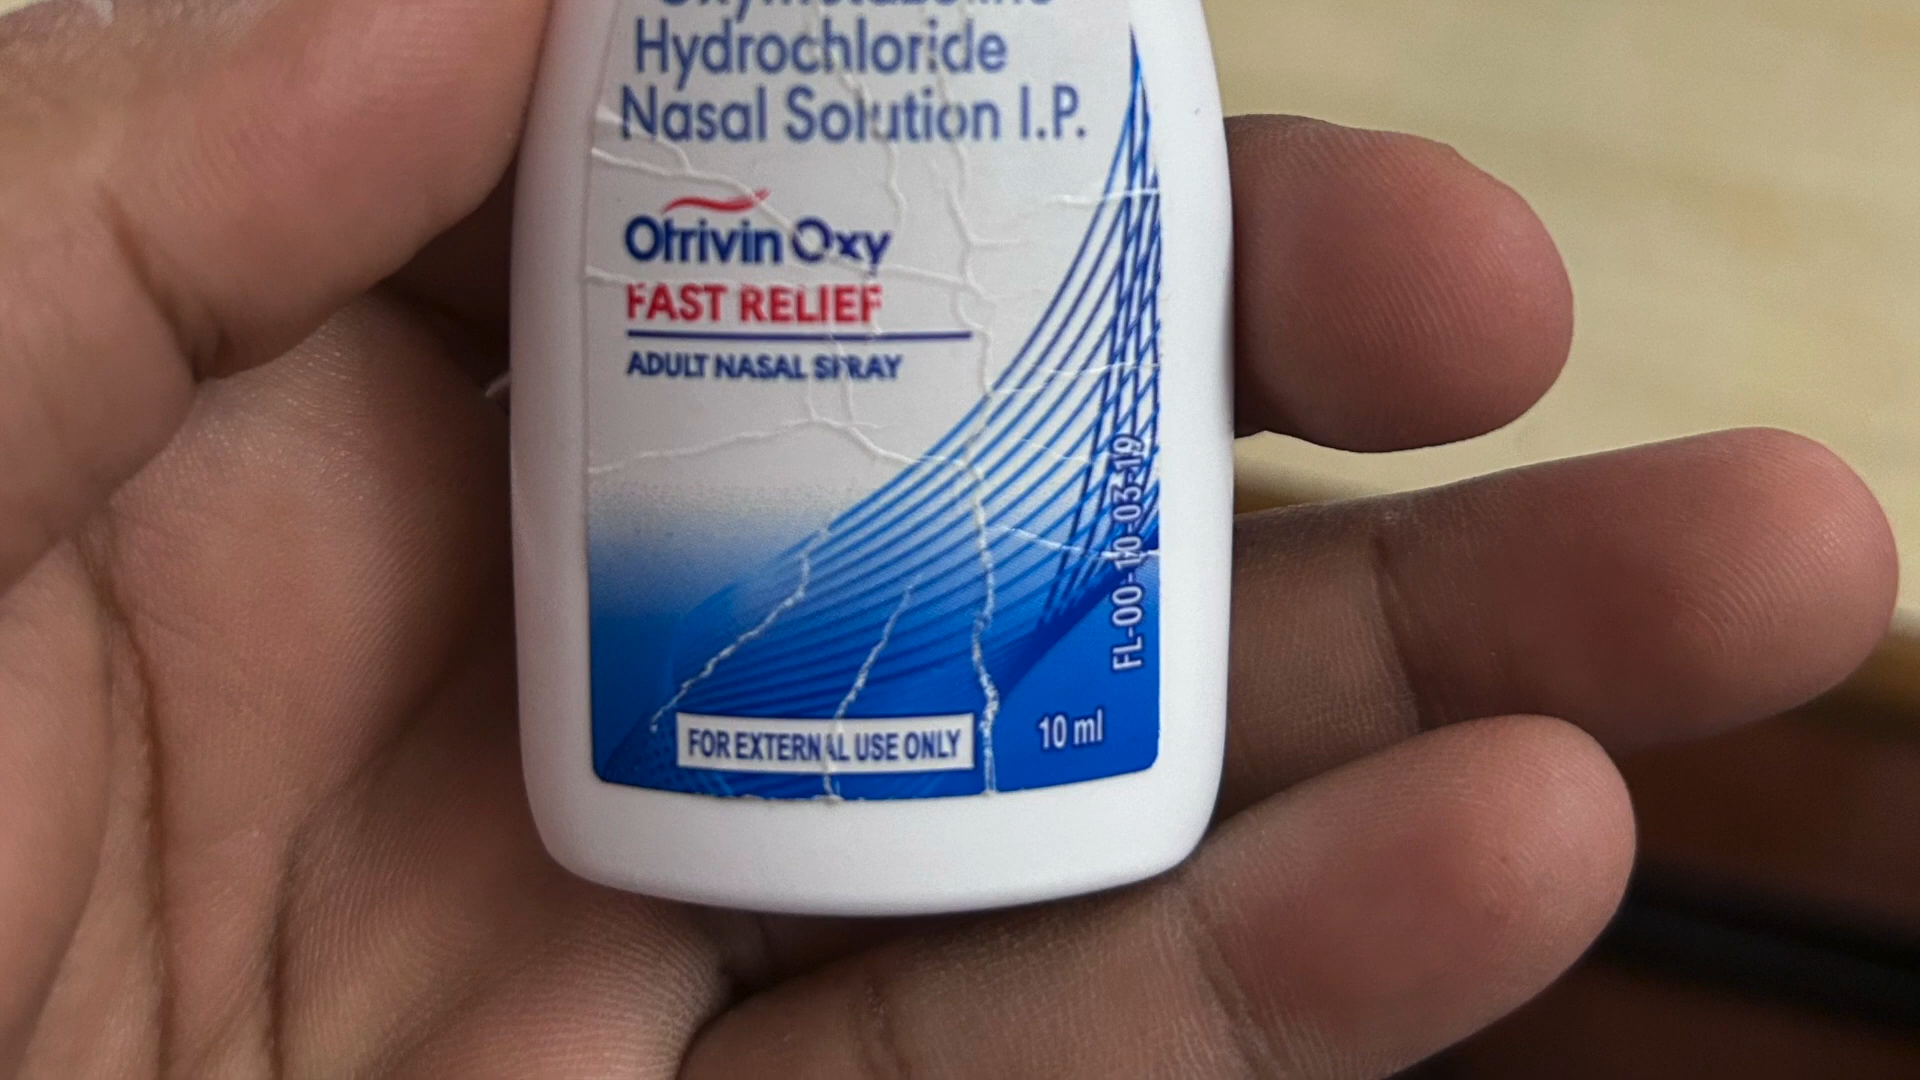 Oxymetazoline
Hydrochloride
Nasal Solution I.P.
Otrivin Oxy
FAST RELIEF
ADULT NASAL SPRAY
FL-00-10-03-19
FOR EXTERNAL USE ONLY
10 ml